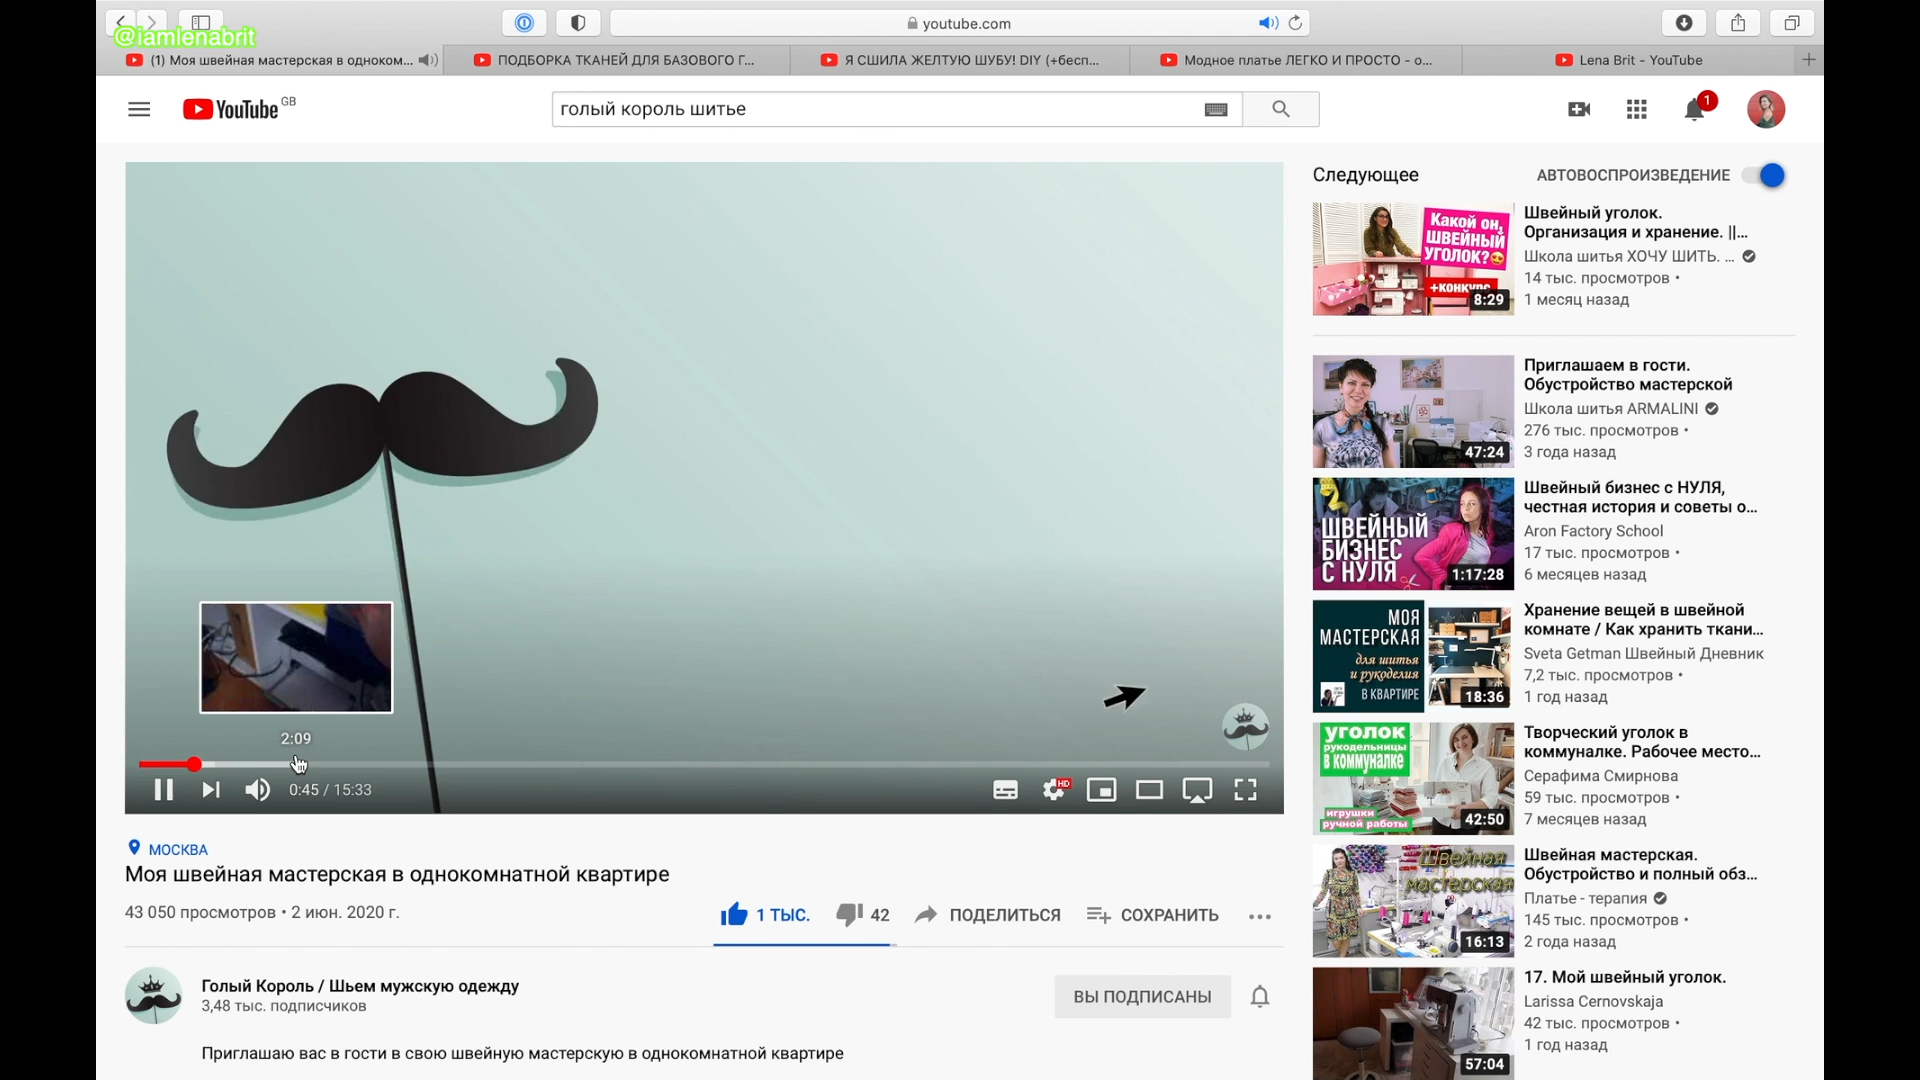 @iamlenabrit
youtube.com
(1) Моя швейная мастерская в одноком...
ПОДБОРКА ТКАНЕЙ ДЛЯ БАЗОВОГО Г...
Я СШИЛА ЖЕЛТУЮ ШУБУ! DIY (+бесп...
Модное платье ЛЕГКО И ПРОСТО - о...
Lena Brit - YouTube
YouTube GB
голый король шитье
1
Следующее
АВТОВОСПРОИЗВЕДЕНИЕ
Какой он,
ШВЕЙНЫЙ
УГОЛОК?
+КОНКУРС
8:29
Швейный уголок.
Организация и хранение. ||...
Школа шитья ХОЧУ ШИТЬ. ...
14 тыс. просмотров •
1 месяц назад
47:24
Приглашаем в гости.
Обустройство мастерской
Школа шитья ARMALINI
276 тыс. просмотров •
3 года назад
ШВЕЙНЫЙ
БИЗНЕС
С НУЛЯ
1:17:28
Швейный бизнес с НУЛЯ,
честная история и советы о...
Aron Factory School
17 тыс. просмотров •
6 месяцев назад
МОЯ
МАСТЕРСКАЯ
для шитья
и рукоделия
В КВАРТИРЕ
18:36
Хранение вещей в швейной
комнате / Как хранить ткани...
Sveta Getman Швейный Дневник
7,2 тыс. просмотров •
1 год назад
уголок
рукодельницы
в коммуналке
игрушки
ручной работы
42:50
Творческий уголок в
коммуналке. Рабочее место...
Серафима Смирнова
59 тыс. просмотров •
7 месяцев назад
Швейная
мастерская
16:13
Швейная мастерская.
Обустройство и полный обз...
Платье - терапия
145 тыс. просмотров •
2 года назад
57:04
17. Мой швейный уголок.
Larissa Cernovskaja
42 тыс. просмотров •
1 год назад
2:09
0:45 / 15:33
HD
МОСКВА
Моя швейная мастерская в однокомнатной квартире
43 050 просмотров • 2 июн. 2020 г.
1 ТЫС.
42
ПОДЕЛИТЬСЯ
СОХРАНИТЬ
Голый Король / Шьем мужскую одежду
3,48 тыс. подписчиков
ВЫ ПОДПИСАНЫ
Приглашаю вас в гости в свою швейную мастерскую в однокомнатной квартире